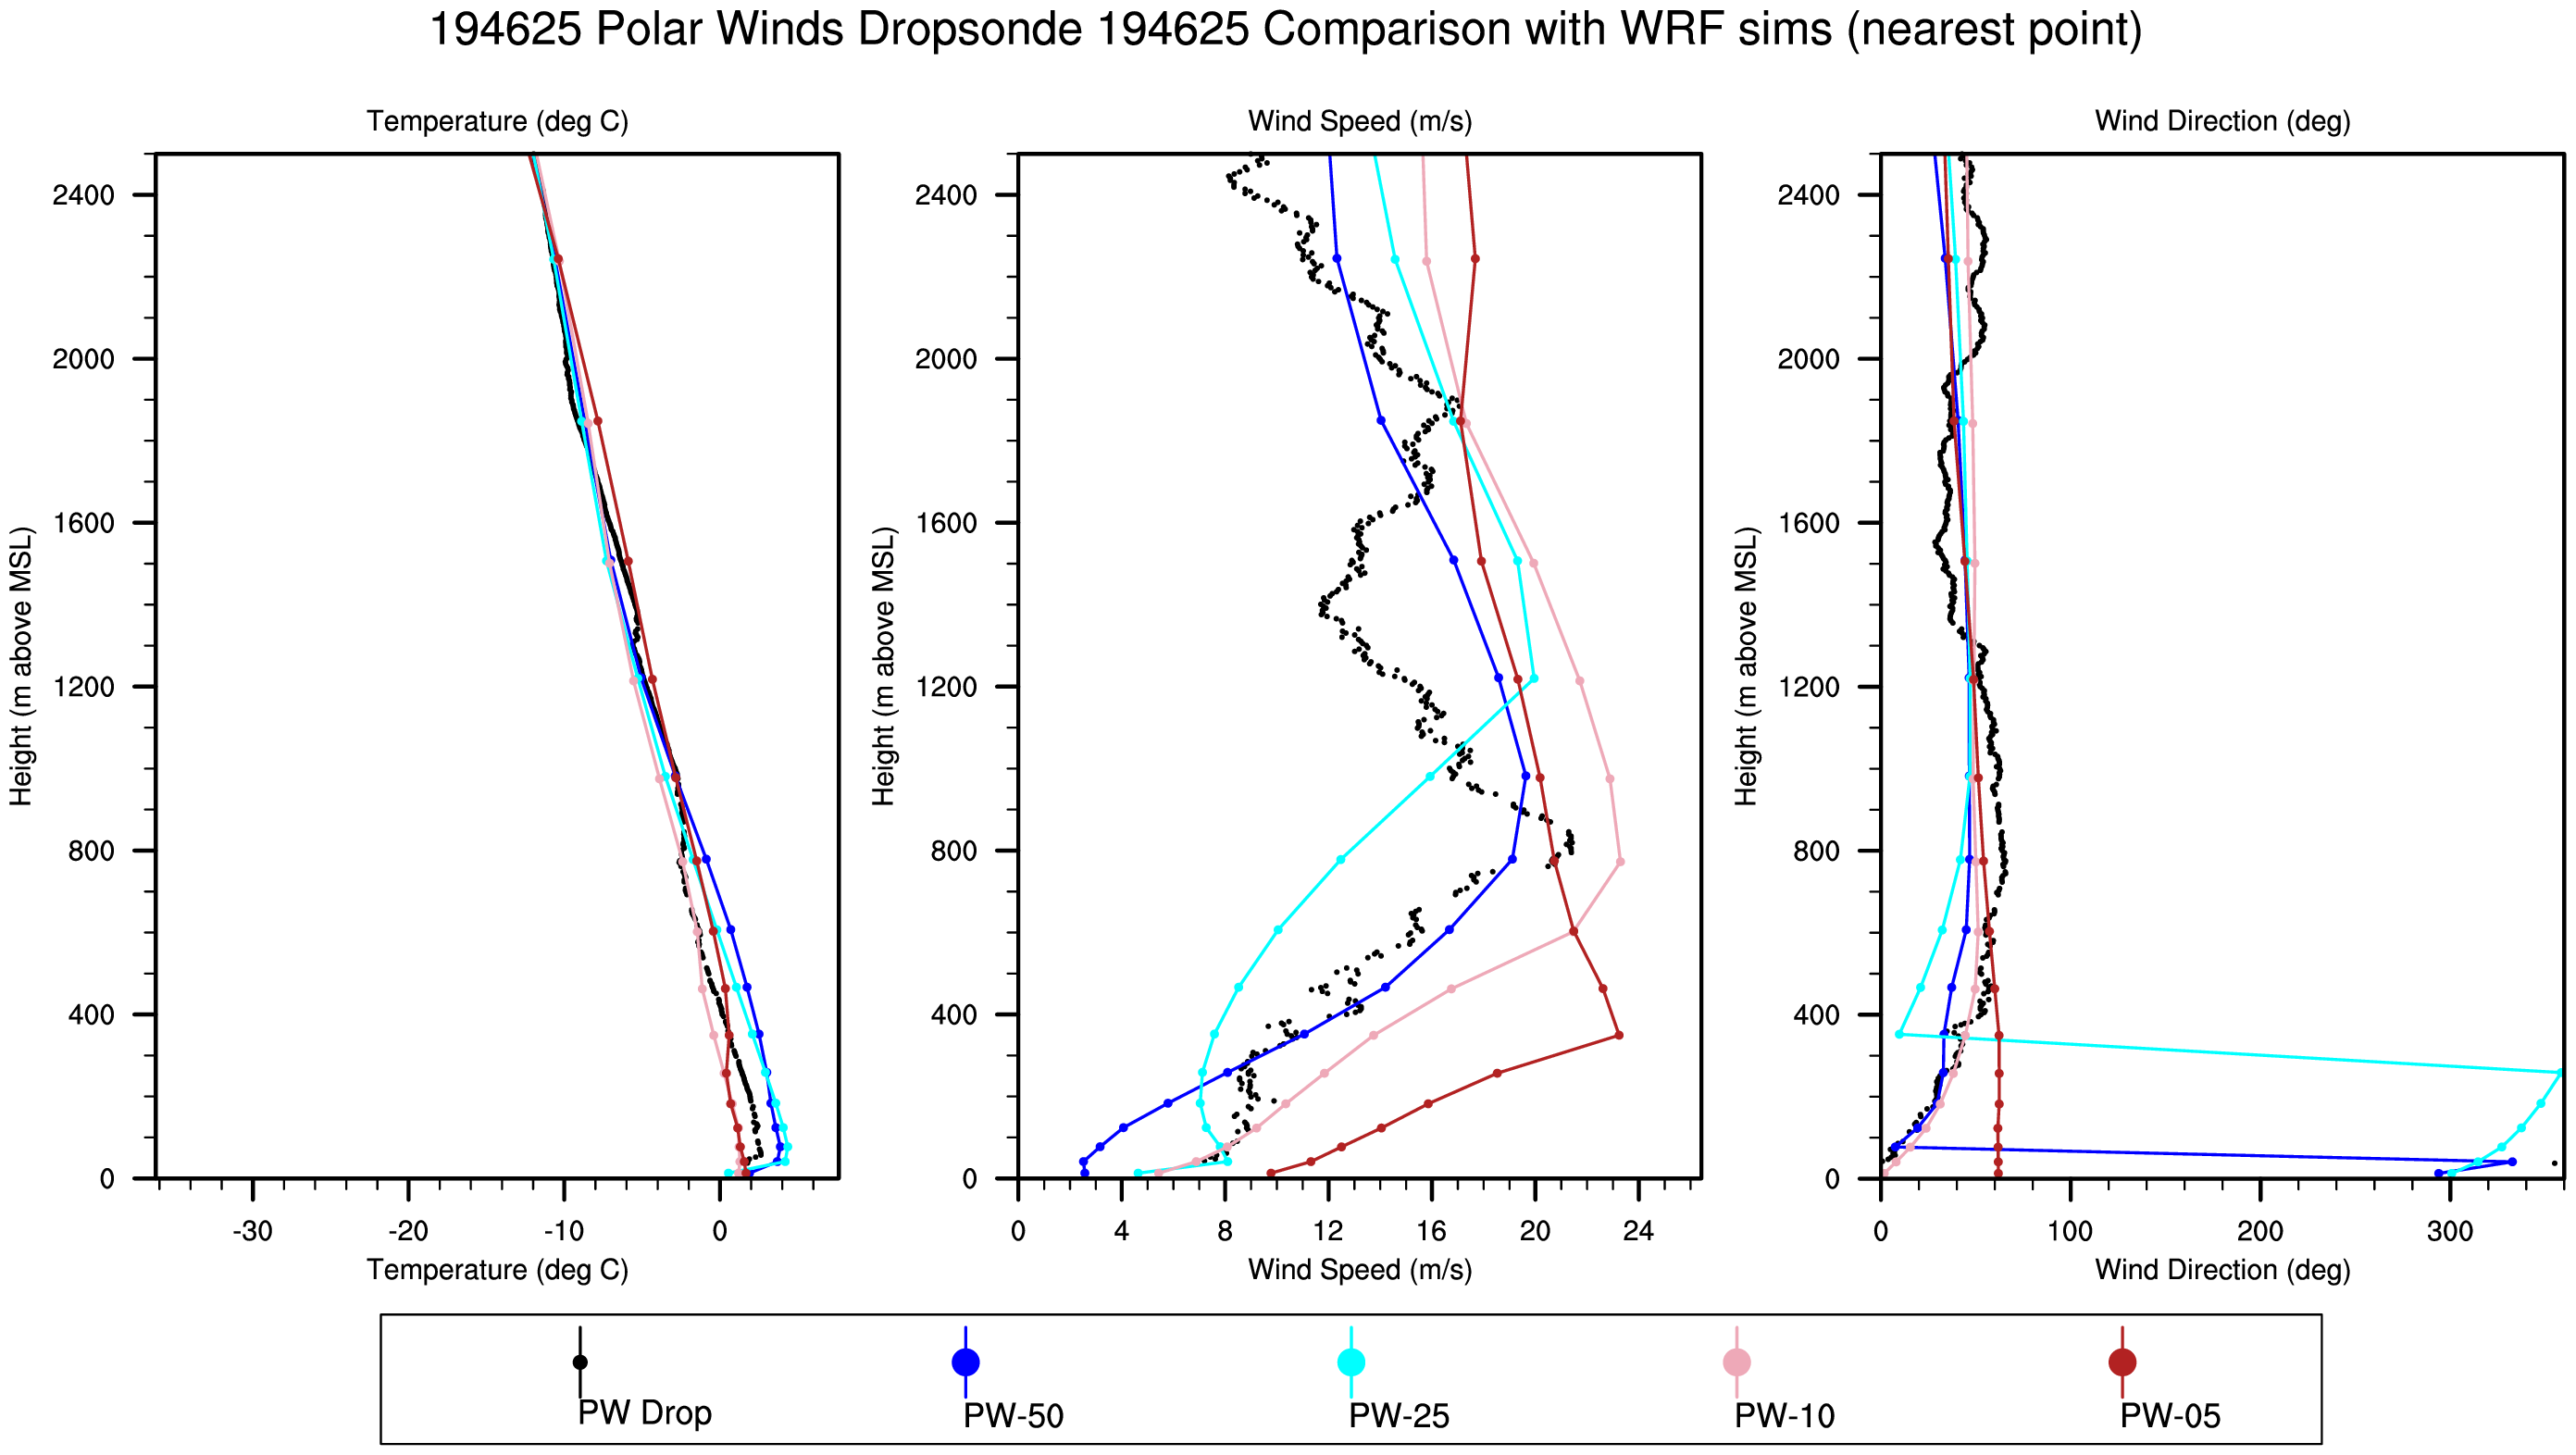 194625 Polar Winds Dropsonde 194625 Comparison with WRF sims (nearest point)
Temperature (deg C)
Wind Speed (m/s)
Wind Direction (deg)
Height (m above MSL)
2400
2000
1600
1200
800
400
0
-30 -20 -10 0
Temperature (deg C)
Height (m above MSL)
2400
2000
1600
1200
800
400
0
0 4 8 12 16 20 24
Wind Speed (m/s)
Height (m above MSL)
2400
2000
1600
1200
800
400
0
0 100 200 300
Wind Direction (deg)
PW Drop PW-50 PW-25 PW-10 PW-05